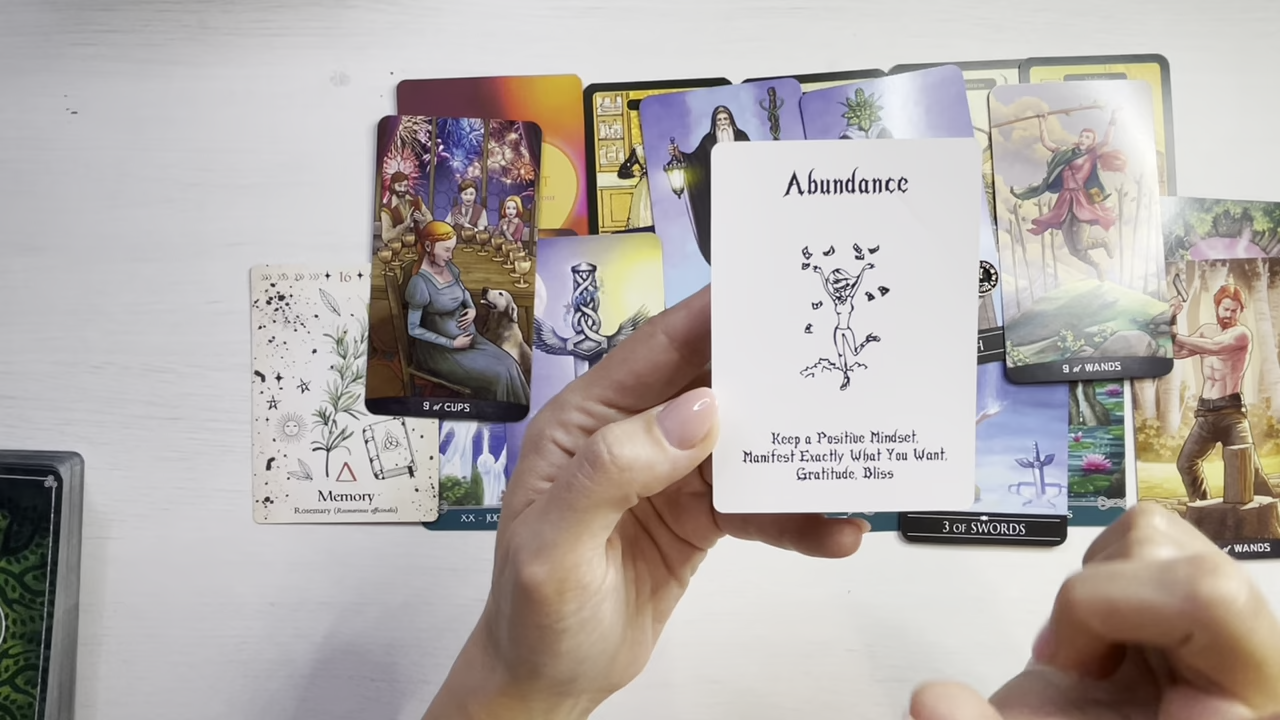 Abundance
Keep a Positive Mindset,
Manifest Exactly What You Want,
Gratitude, Bliss
16
9 of CUPS
9 of WANDS
Memory
Rosemary (Rosmarinus officinalis)
XX - JU
3 OF SWORDS
of WANDS